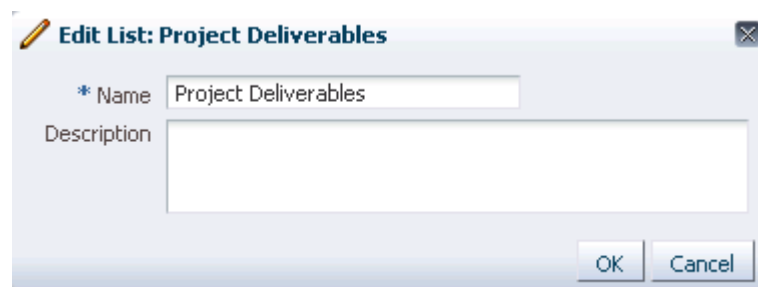 Edit List: Project Deliverables
* Name Project Deliverables
Description
OK Cancel